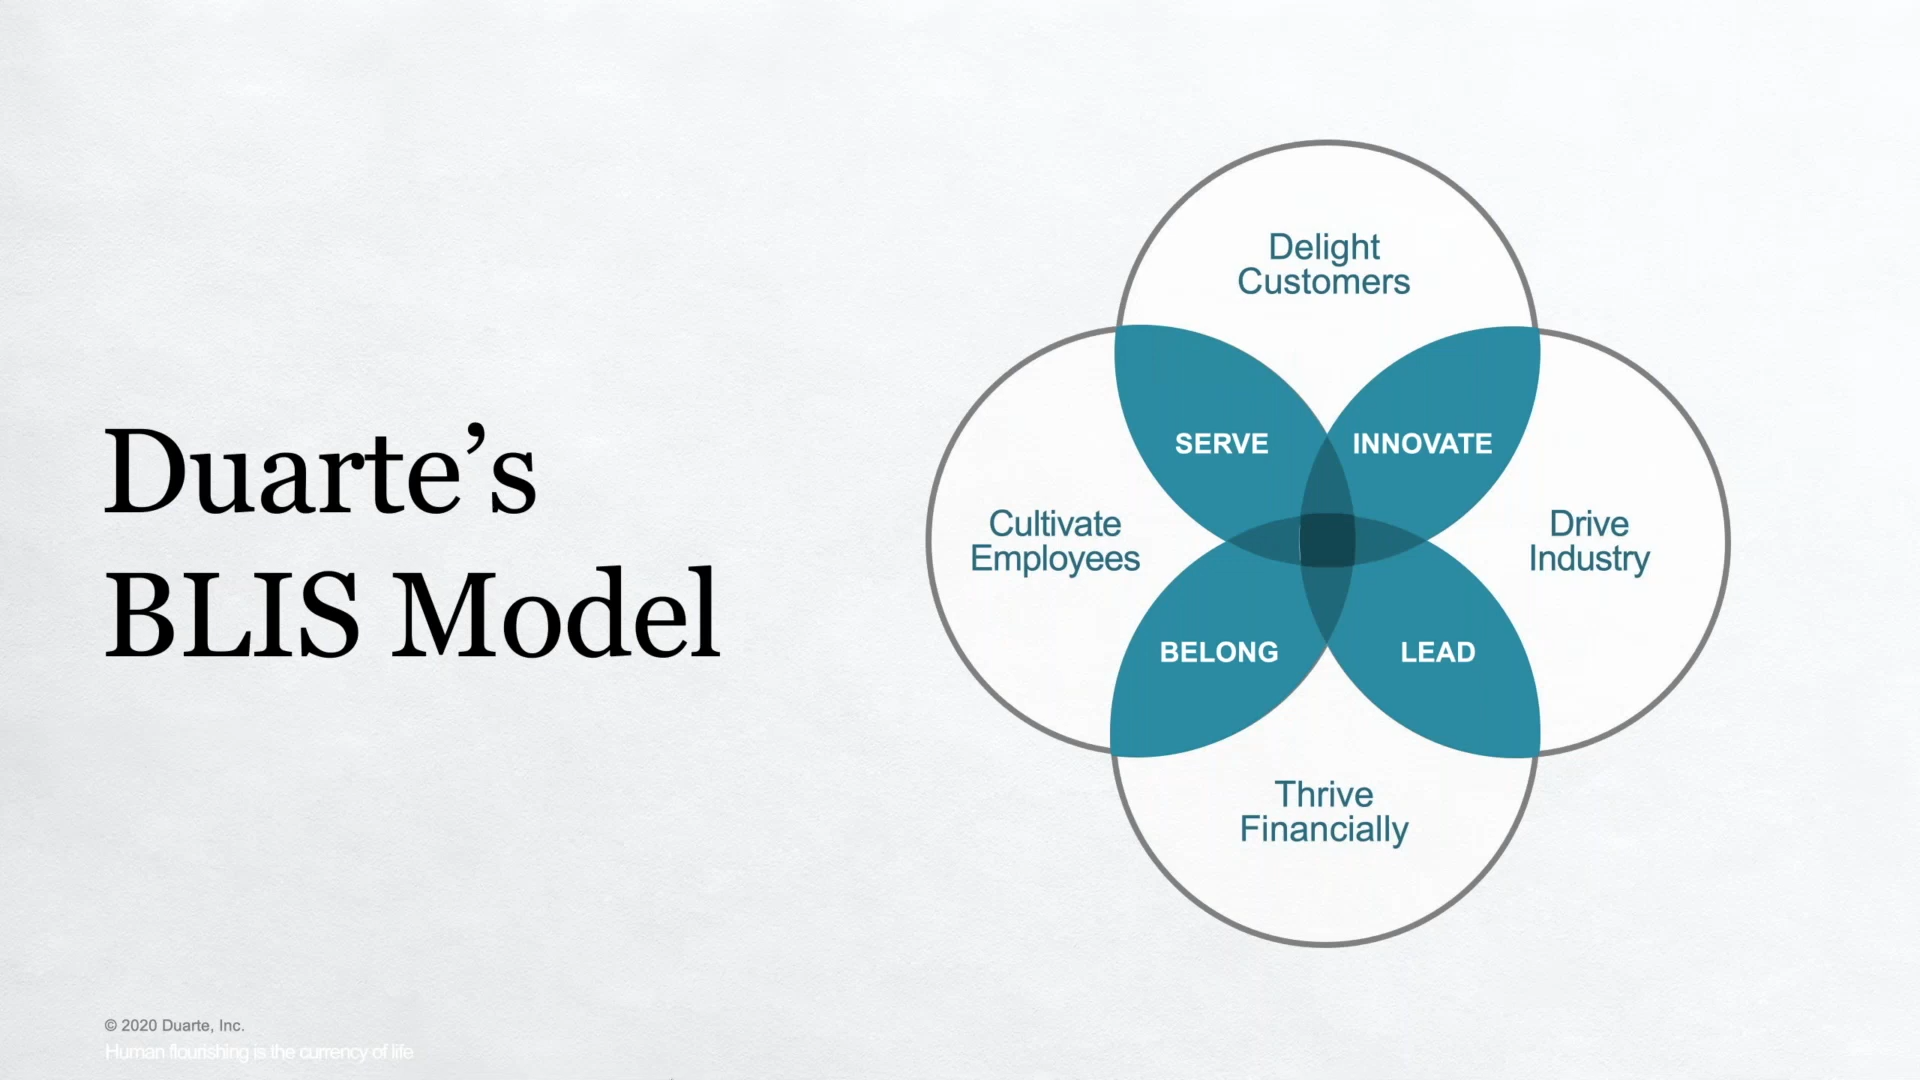 Duarte’s
BLIS Model
Delight
Customers
SERVE
INNOVATE
Cultivate
Employees
Drive
Industry
BELONG
LEAD
Thrive
Financially
© 2020 Duarte, Inc.
Human flourishing is the currency of life